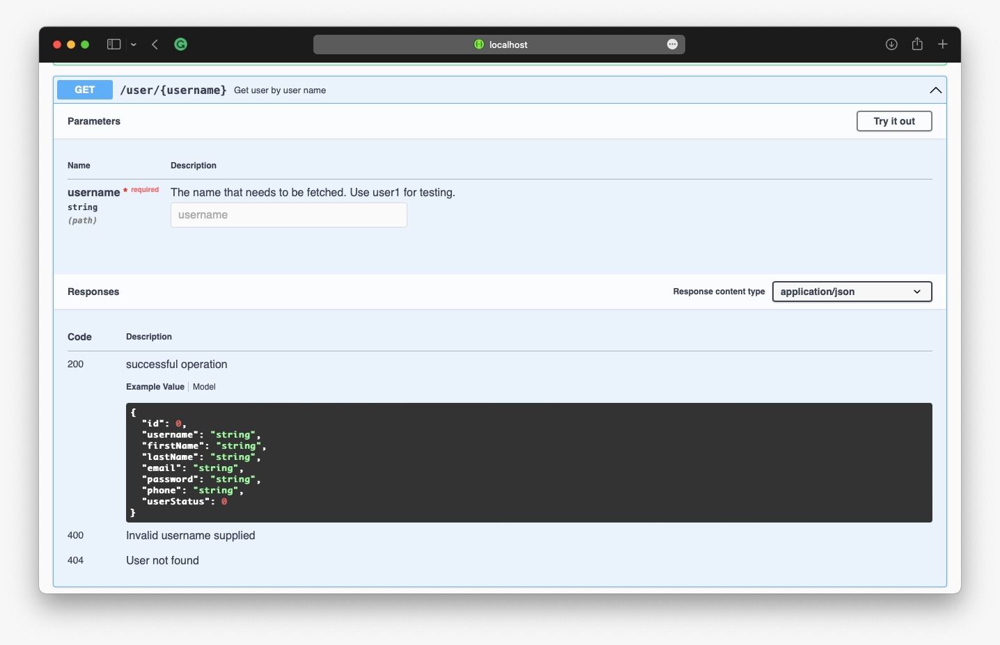 localhost
GET /user/{username} Get user by user name
Parameters Try it out
Name Description
username * required The name that needs to be fetched. Use user1 for testing.
string
(path)
username
Responses Response content type application/json
Code Description
200 successful operation
Example Value Model
{
"id": 0,
"username": "string",
"firstName": "string",
"lastName": "string",
"email": "string",
"password": "string",
"phone": "string",
"userStatus": 0
}
400 Invalid username supplied
404 User not found